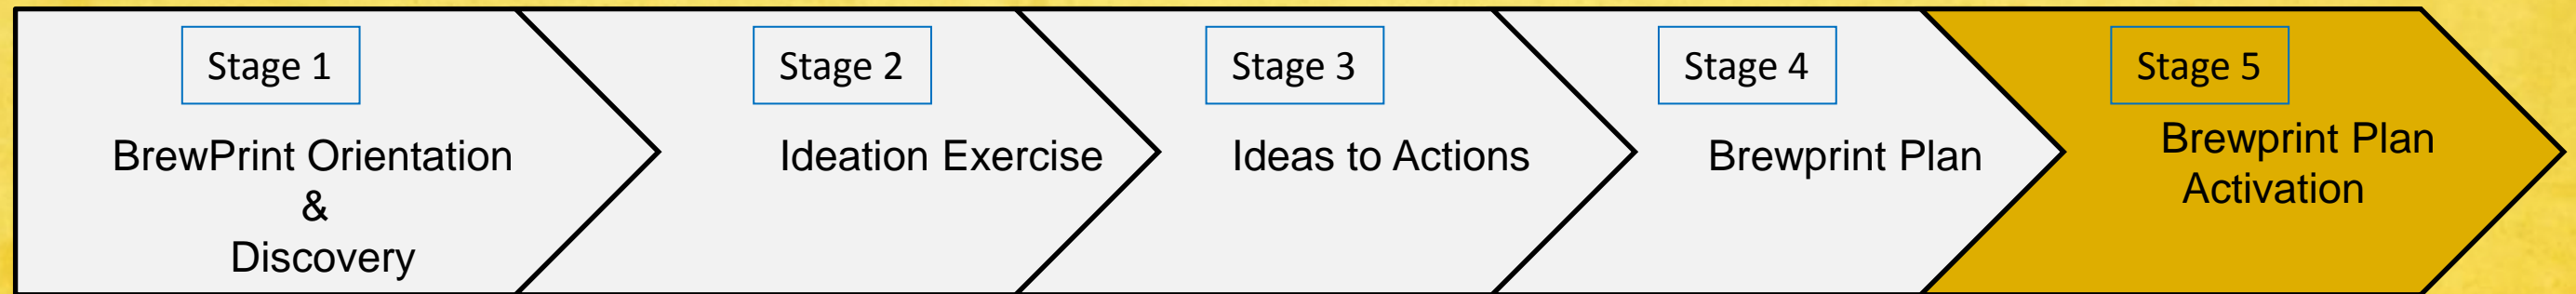 Stage 1
BrewPrint Orientation
&
Discovery
Stage 2
Ideation Exercise
Stage 3
Ideas to Actions
Stage 4
Brewprint Plan
Stage 5
Brewprint Plan
Activation